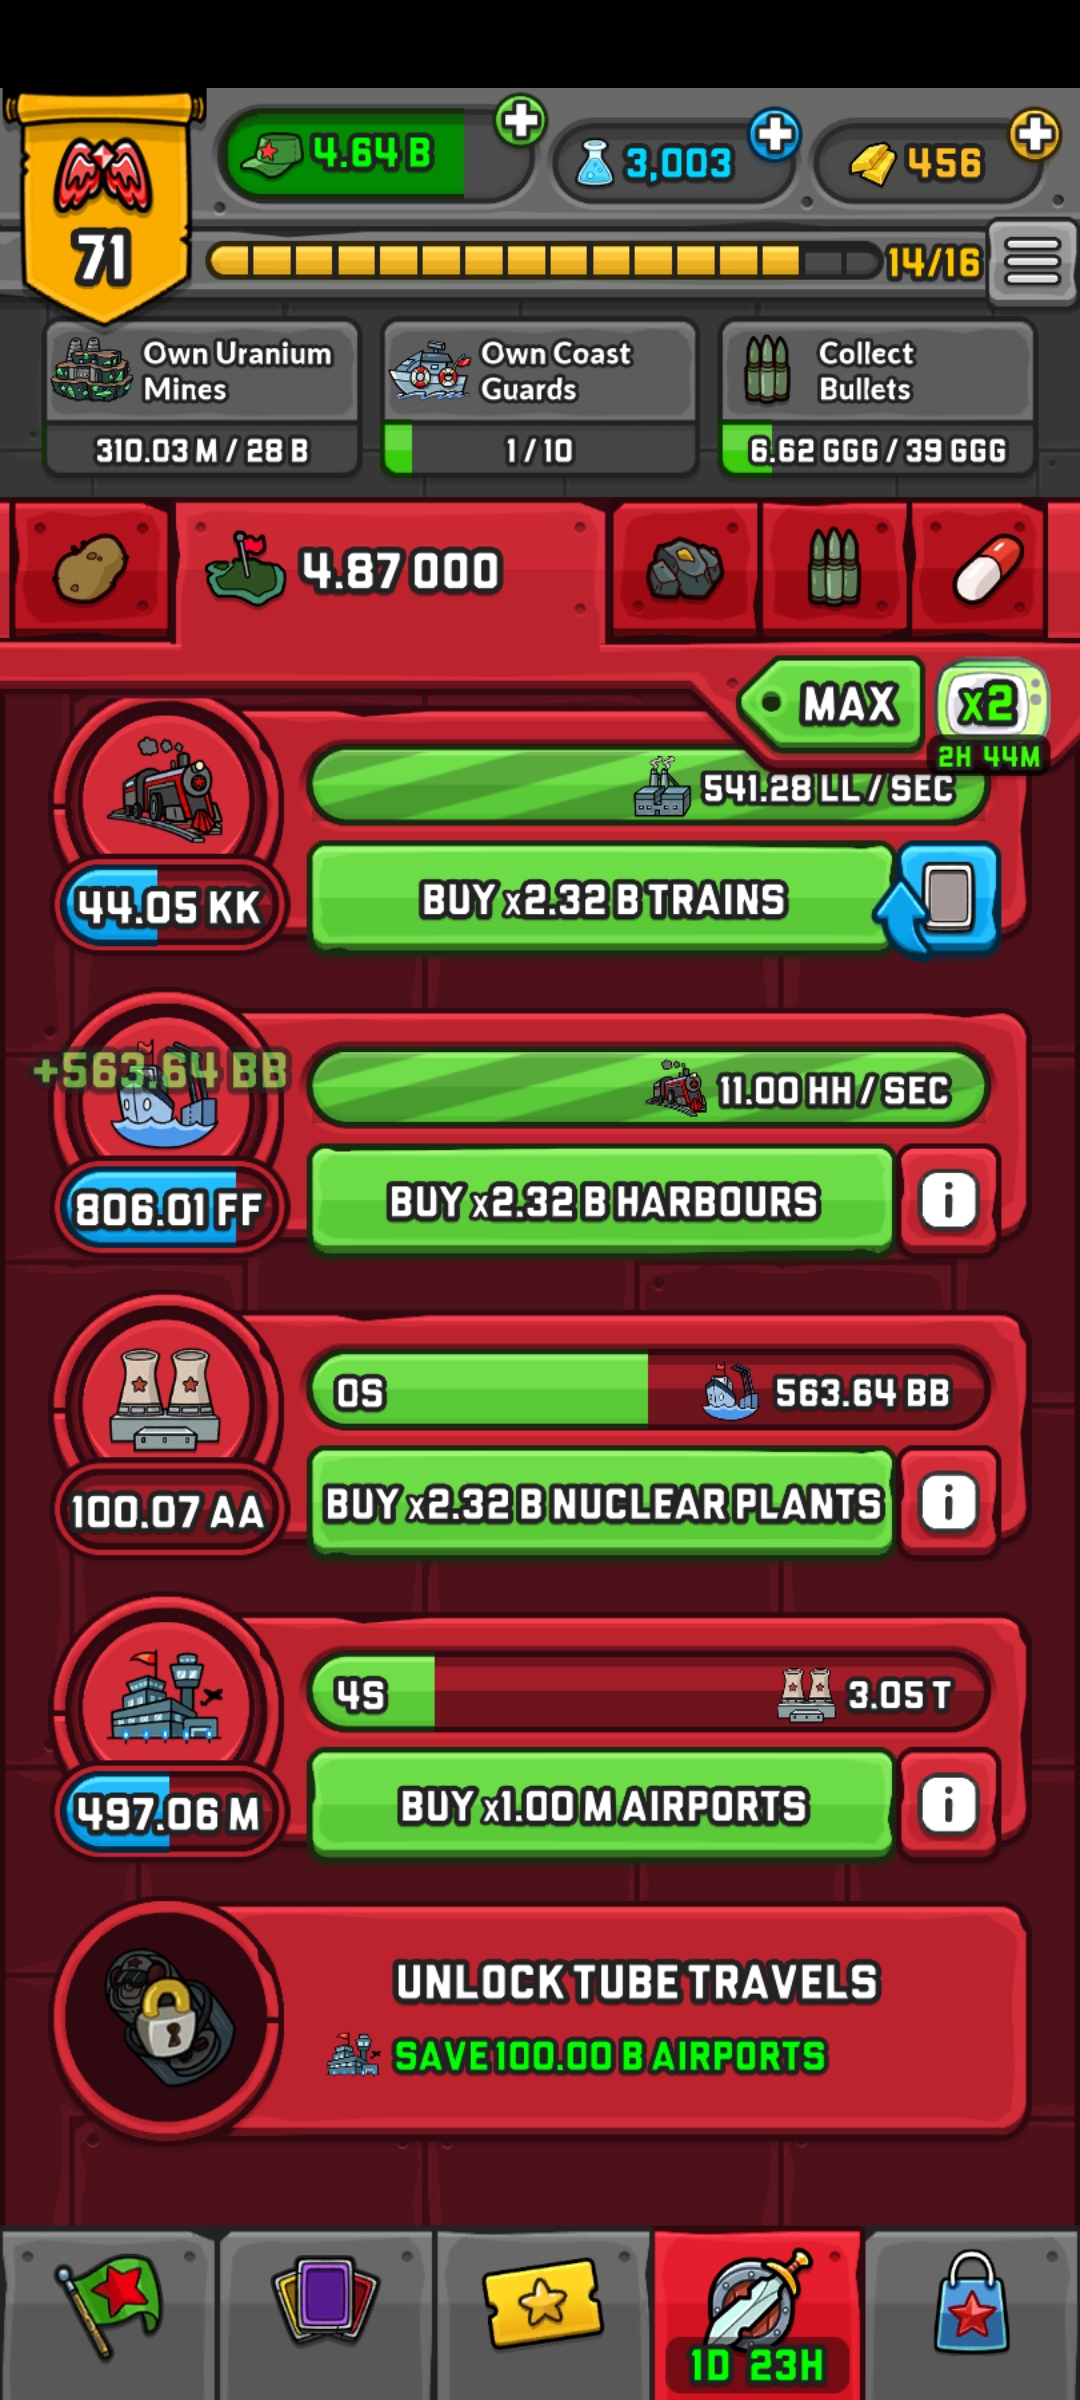 4.64 B
3,003
456
71
14/16
Own Uranium
Mines
310.03 M / 28 B
Own Coast
Guards
1 / 10
Collect
Bullets
6.62 GGG / 39 GGG
4.87 OOO
MAX
x2
2H 44M
541.28 LL / SEC
44.05 KK
BUY x2.32 B TRAINS
+563.64 BB
11.00 HH / SEC
806.01 FF
BUY x2.32 B HARBOURS
0S
563.64 BB
100.07 AA
BUY x2.32 B NUCLEAR PLANTS
4S
3.05 T
497.06 M
BUY x1.00 M AIRPORTS
UNLOCK TUBE TRAVELS
SAVE 100.00 B AIRPORTS
1D 23H